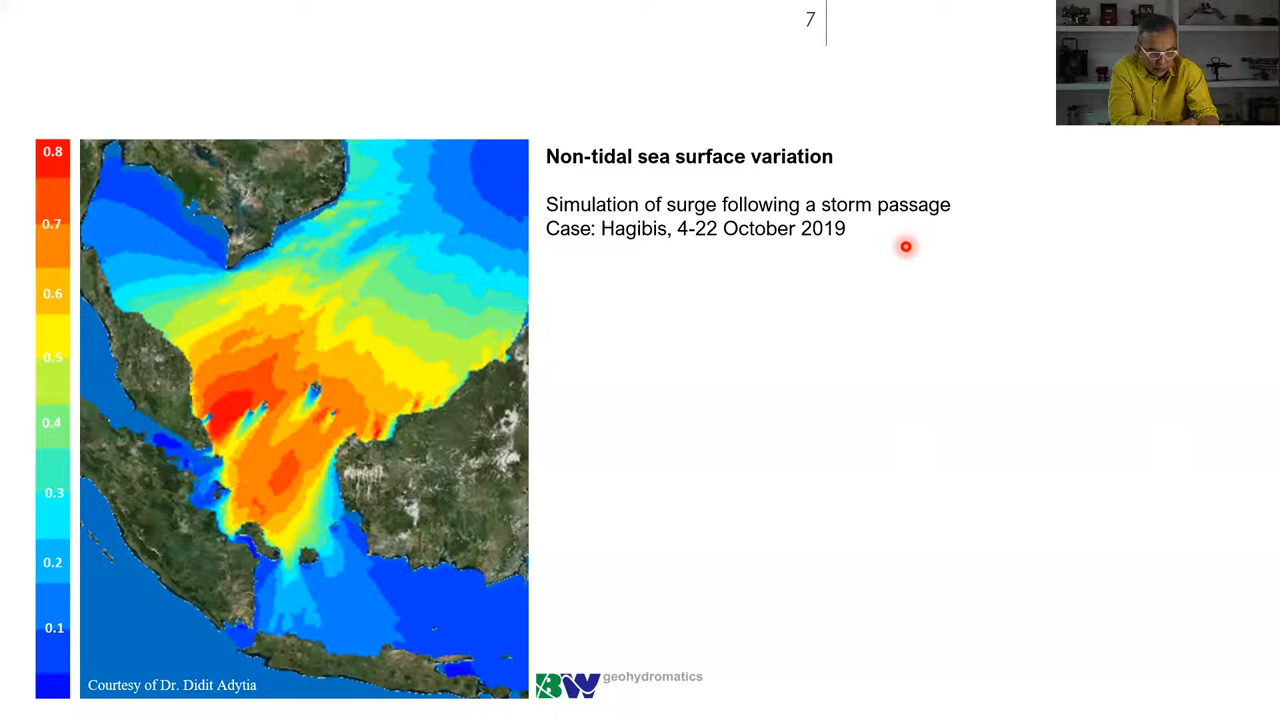 7
0.8
0.7
0.6
0.5
0.4
0.3
0.2
0.1
Non-tidal sea surface variation
Simulation of surge following a storm passage
Case: Hagibis, 4-22 October 2019
Courtesy of Dr. Didit Adytia
BW geohydromatics